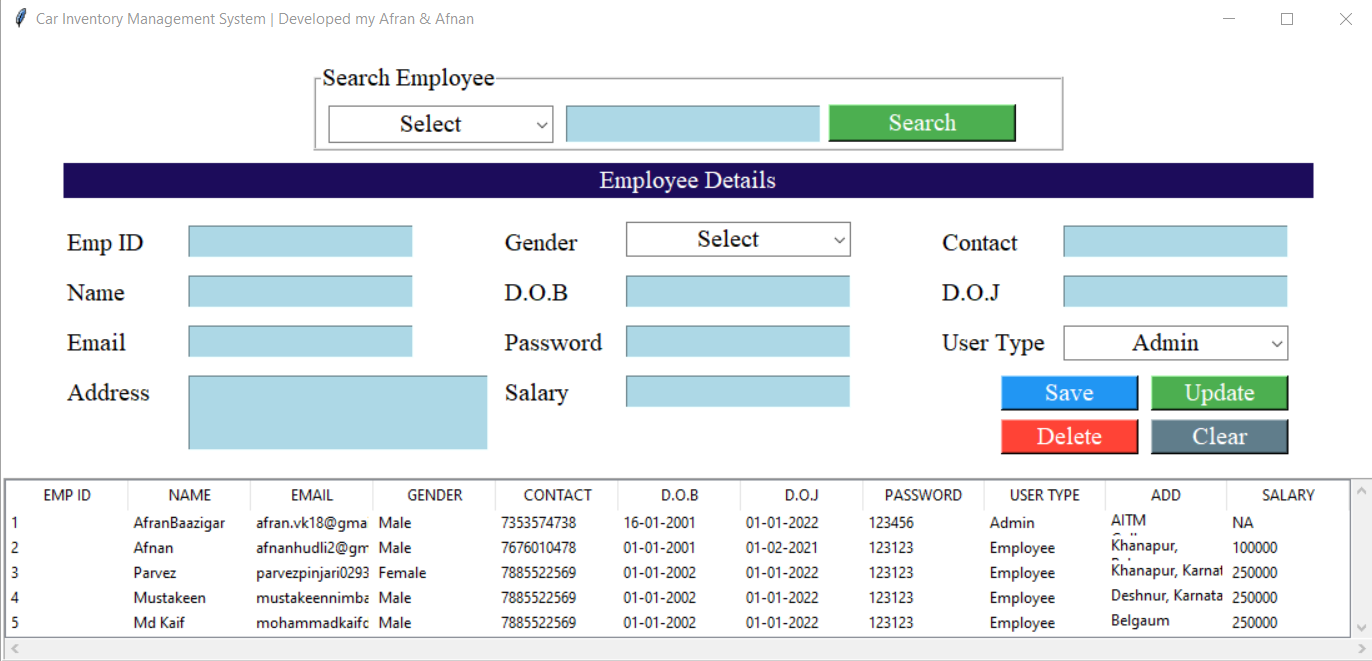 Car Inventory Management System | Developed my Afran & Afnan
Search Employee
Select Search
Employee Details
Emp ID Gender Select Contact
Name D.O.B D.O.J
Email Password User Type Admin
Address Salary Save Update
Delete Clear
EMP ID NAME EMAIL GENDER CONTACT D.O.B D.O.J PASSWORD USER TYPE ADD SALARY
1 AfranBaazigar afran.vk18@gma Male 7353574738 16-01-2001 01-01-2022 123456 Admin AITM NA
2 Afnan afnanhudli2@gm Male 7676010478 01-01-2001 01-02-2021 123123 Employee Khanapur, 100000
3 Parvez parvezpinjari0293 Female 7885522569 01-01-2002 01-01-2022 123123 Employee Khanapur, Karnat 250000
4 Mustakeen mustakeennimba Male 7885522569 01-01-2002 01-01-2022 123123 Employee Deshnur, Karnata 250000
5 Md Kaif mohammadkaifc Male 7885522569 01-01-2002 01-01-2022 123123 Employee Belgaum 250000